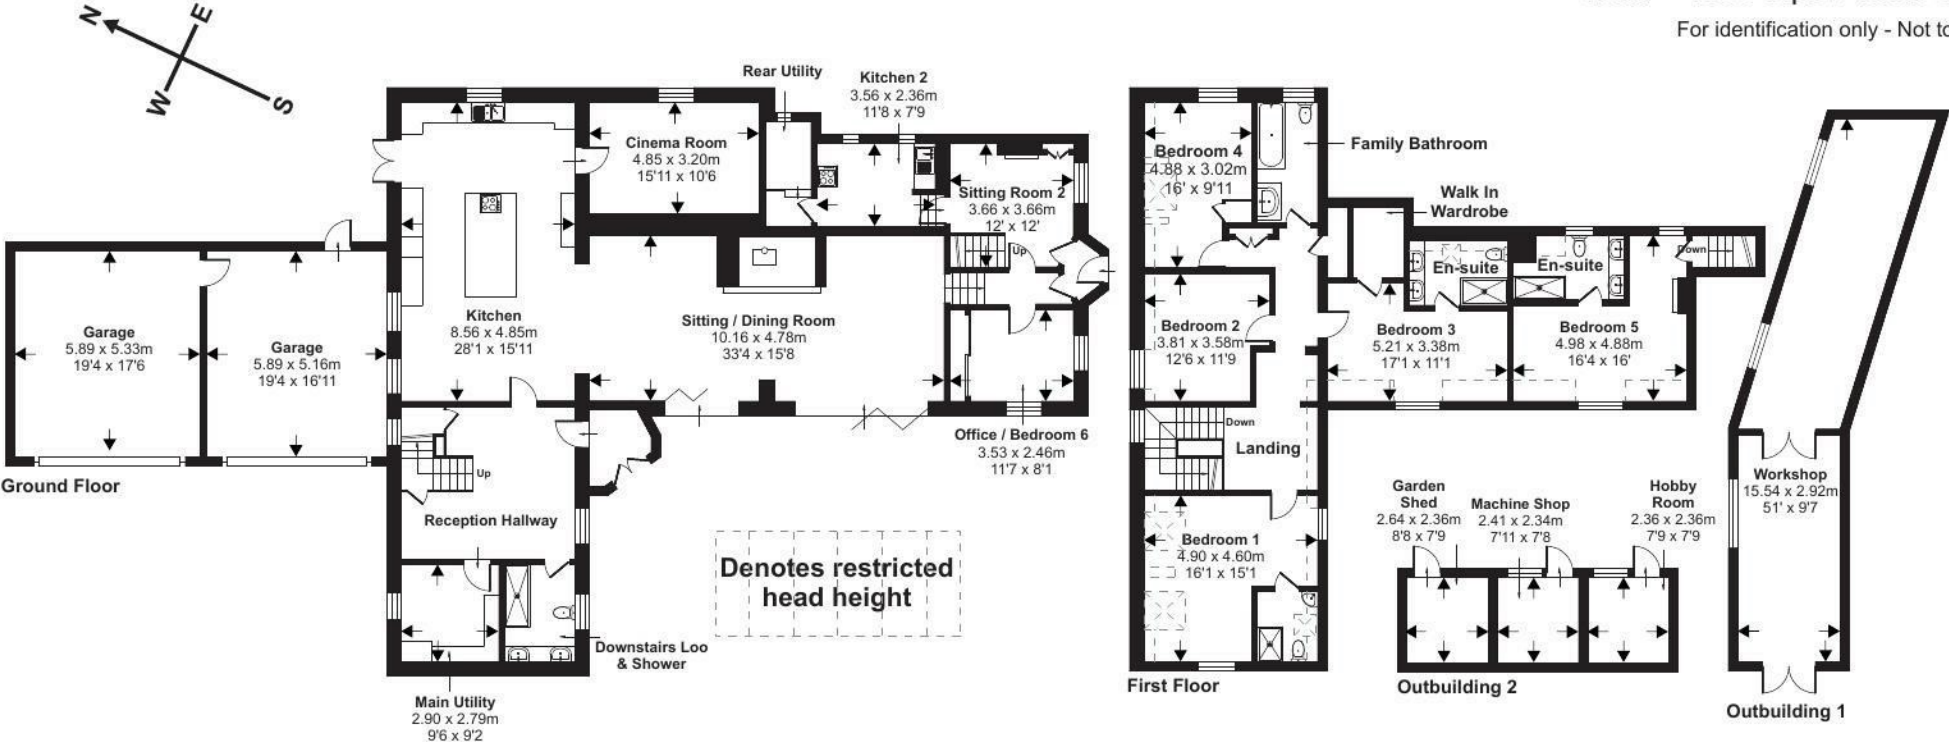 For identification only - Not to
N
E
W
S
Rear Utility
Kitchen 2
3.56 x 2.36m
11'8 x 7'9
Cinema Room
4.85 x 3.20m
15'11 x 10'6
Sitting Room 2
3.66 x 3.66m
12' x 12'
Up
Kitchen
8.56 x 4.85m
28'1 x 15'11
Sitting / Dining Room
10.16 x 4.78m
33'4 x 15'8
Garage
5.89 x 5.33m
19'4 x 17'6
Garage
5.89 x 5.16m
19'4 x 16'11
Office / Bedroom 6
3.53 x 2.46m
11'7 x 8'1
Ground Floor
Up
Reception Hallway
Denotes restricted
head height
Downstairs Loo
& Shower
Main Utility
2.90 x 2.79m
9'6 x 9'2
Bedroom 4
4.88 x 3.02m
16' x 9'11
Family Bathroom
Walk In
Wardrobe
En-suite
En-suite
Down
Bedroom 2
3.81 x 3.58m
12'6 x 11'9
Bedroom 3
5.21 x 3.38m
17'1 x 11'1
Bedroom 5
4.98 x 4.88m
16'4 x 16'
Down
Landing
Bedroom 1
4.90 x 4.60m
16'1 x 15'1
First Floor
Garden
Shed
2.64 x 2.36m
8'8 x 7'9
Machine Shop
2.41 x 2.34m
7'11 x 7'8
Hobby
Room
2.36 x 2.36m
7'9 x 7'9
Outbuilding 2
Workshop
15.54 x 2.92m
51' x 9'7
Outbuilding 1